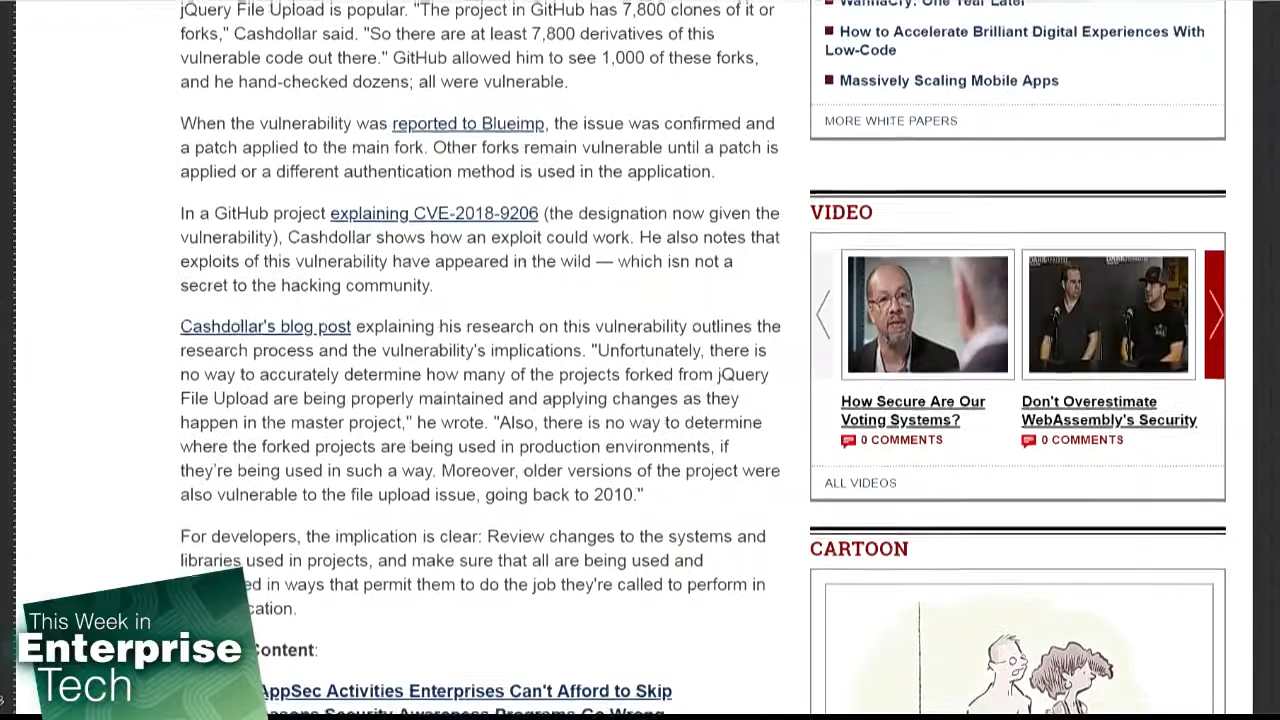 jQuery File Upload is popular. "The project in GitHub has 7,800 clones of it or
forks," Cashdollar said. "So there are at least 7,800 derivatives of this
vulnerable code out there." GitHub allowed him to see 1,000 of these forks,
and he hand-checked dozens; all were vulnerable.
When the vulnerability was reported to Blueimp, the issue was confirmed and
a patch applied to the main fork. Other forks remain vulnerable until a patch is
applied or a different authentication method is used in the application.
In a GitHub project explaining CVE-2018-9206 (the designation now given the
vulnerability), Cashdollar shows how an exploit could work. He also notes that
exploits of this vulnerability have appeared in the wild — which isn not a
secret to the hacking community.
Cashdollar's blog post explaining his research on this vulnerability outlines the
research process and the vulnerability's implications. "Unfortunately, there is
no way to accurately determine how many of the projects forked from jQuery
File Upload are being properly maintained and applying changes as they
happen in the master project," he wrote. "Also, there is no way to determine
where the forked projects are being used in production environments, if
they're being used in such a way. Moreover, older versions of the project were
also vulnerable to the file upload issue, going back to 2010."
For developers, the implication is clear: Review changes to the systems and
libraries used in projects, and make sure that all are being used and
ed in ways that permit them to do the job they're called to perform in
cation.
ontent:
AppSec Activities Enterprises Can't Afford to Skip
asons Security Awareness Programs Go Wrong
WannaCry: One Year Later
How to Accelerate Brilliant Digital Experiences With
Low-Code
Massively Scaling Mobile Apps
MORE WHITE PAPERS
VIDEO
How Secure Are Our
Voting Systems?
0 COMMENTS
Don't Overestimate
WebAssembly's Security
0 COMMENTS
ALL VIDEOS
CARTOON
This Week in
Enterprise
Tech